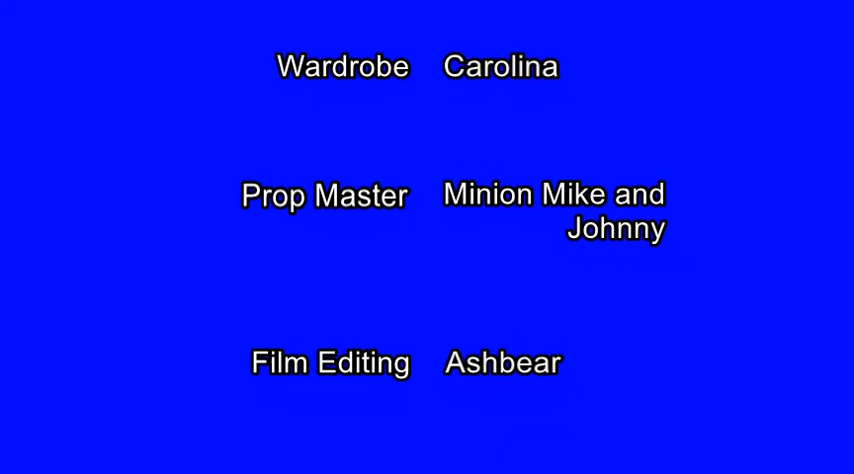 Wardrobe Carolina
Prop Master Minion Mike and
Johnny
Film Editing Ashbear